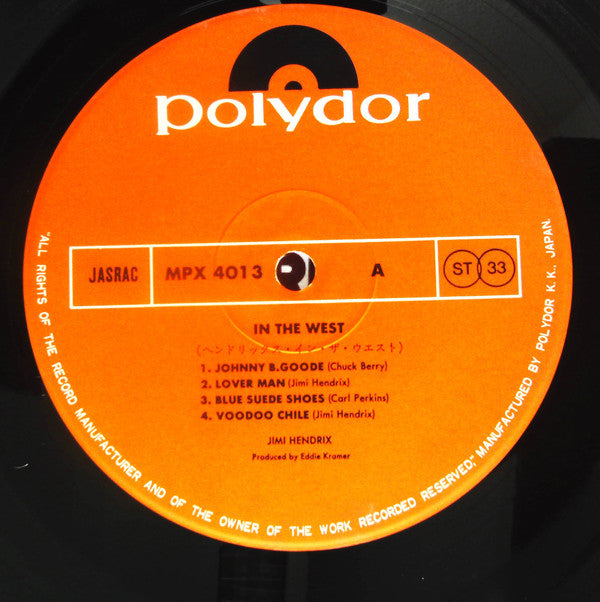 polydor
JASRAC
MPX 4013
A
ST 33
IN THE WEST
(ヘンドリックス・イン・ザ・ウエスト)
1. JOHNNY B.GOODE (Chuck Berry)
2. LOVER MAN (Jimi Hendrix)
3. BLUE SUEDE SHOES (Carl Perkins)
4. VOODOO CHILE (Jimi Hendrix)
JIMI HENDRIX
Produced by Eddie Kramer
"ALL RIGHTS OF THE RECORD MANUFACTURER AND OF THE OWNER OF THE WORK RECORDED RESERVED," MANUFACTURED BY POLYDOR K.K., JAPAN.